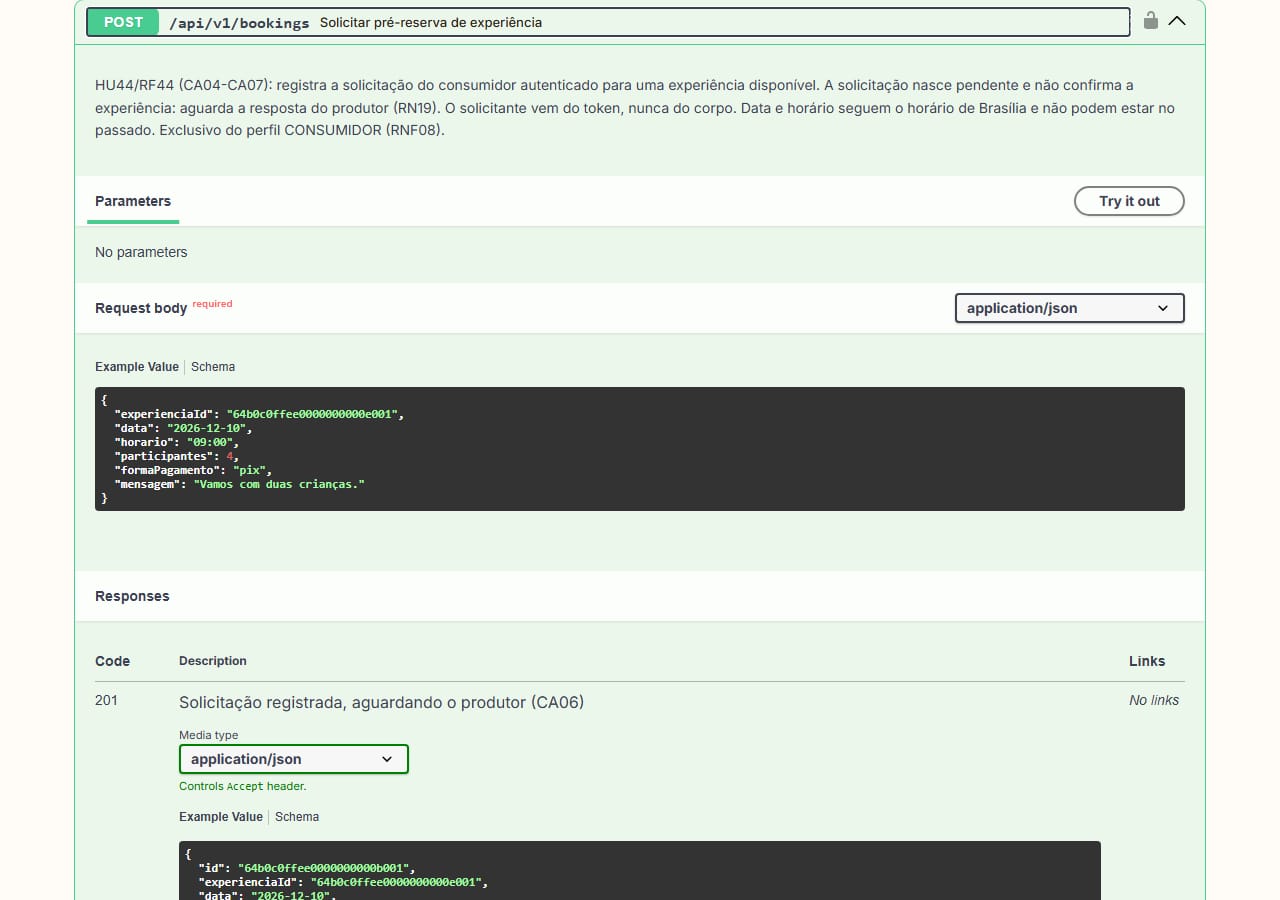 POST /api/v1/bookings Solicitar pré-reserva de experiência
HU44/RF44 (CA04-CA07): registra a solicitação do consumidor autenticado para uma experiência disponível. A solicitação nasce pendente e não confirma a
experiência: aguarda a resposta do produtor (RN19). O solicitante vem do token, nunca do corpo. Data e horário seguem o horário de Brasília e não podem estar no
passado. Exclusivo do perfil CONSUMIDOR (RNF08).
Parameters
Try it out
No parameters
Request body required
application/json
Example Value Schema
{
"experienciaId": "64b0c0ffee0000000000e001",
"data": "2026-12-10",
"horario": "09:00",
"participantes": 4,
"formaPagamento": "pix",
"mensagem": "Vamos com duas crianças."
}
Responses
Code Description Links
201 Solicitação registrada, aguardando o produtor (CA06) No links
Media type
application/json
Controls Accept header.
Example Value Schema
{
"id": "64b0c0ffee0000000000b001",
"experienciaId": "64b0c0ffee0000000000e001",
"data": "2026-12-10",